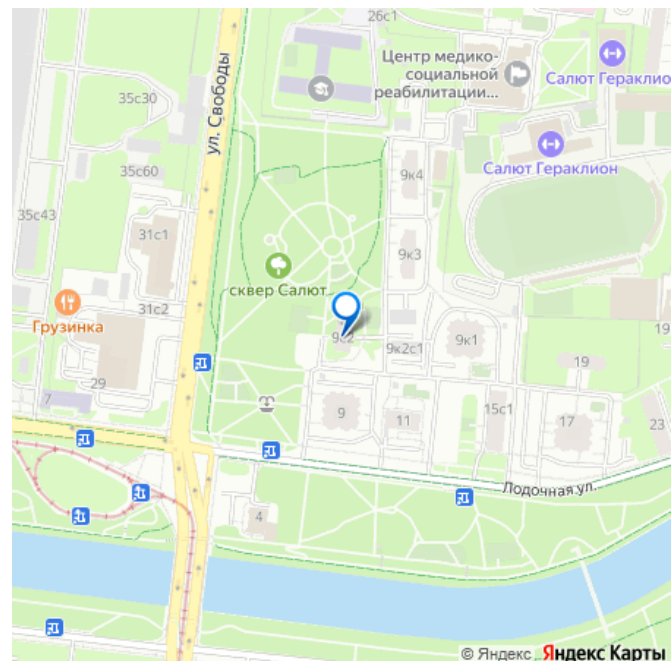 26с1
Центр медико-
социальной
реабилитации...
Салют Гераклион
35с30
ул. Свободы
Салют Гераклион
35с60
9к4
35с43
31с1
9к3
сквер Салют
31с2
Грузинка
9с2
9к2с1
9к1
19
19
29
7
9
11
15с1
17
23
Лодочная ул.
4
© Яндекс Яндекс Карты